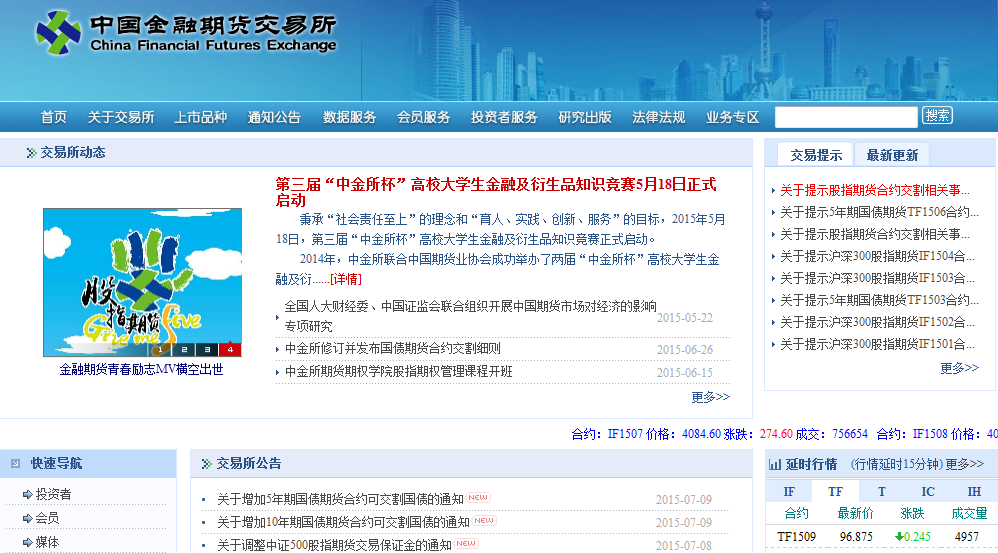 中国金融期货交易所
China Financial Futures Exchange
首页 关于交易所 上市品种 通知公告 数据服务 会员服务 投资者服务 研究出版 法律法规 业务专区 搜索
交易所动态
第三届“中金所杯”高校大学生金融及衍生品知识竞赛5月18日正式
启动
秉承“社会责任至上”的理念和“育人、实践、创新、服务”的目标，2015年5月
18日，第三届“中金所杯”高校大学生金融及衍生品知识竞赛正式启动。
2014年，中金所联合中国期货业协会成功举办了两届“中金所杯”高校大学生金
融及衍......[详情]
股指期货
Give me Five
1 2 3 4
金融期货青春励志MV横空出世
全国人大财经委、中国证监会联合组织开展中国期货市场对经济的影响
专项研究 2015-05-22
中金所修订并发布国债期货合约交割细则 2015-06-26
中金所期货期权学院股指期权管理课程开班 2015-06-15
更多>>
交易提示 最新更新
关于提示股指期货合约交割相关事...
关于提示5年期国债期货TF1506合约...
关于提示股指期货合约交割相关事...
关于提示沪深300股指期货IF1504合...
关于提示沪深300股指期货IF1503合...
关于提示5年期国债期货TF1503合约...
关于提示沪深300股指期货IF1502合...
关于提示沪深300股指期货IF1501合...
更多>>
合约：IF1507 价格：4084.60 涨跌：274.60 成交：756654 合约：IF1508 价格：40
快速导航
投资者
会员
媒体
交易所公告
关于增加5年期国债期货合约可交割国债的通知 NEW 2015-07-09
关于增加10年期国债期货合约可交割国债的通知 NEW 2015-07-09
关于调整中证500股指期货交易保证金的通知 NEW 2015-07-08
延时行情 (行情延时15分钟) 更多>>
IF TF T IC IH
合约 最新价 涨跌 成交量
TF1509 96.875 0.245 4957